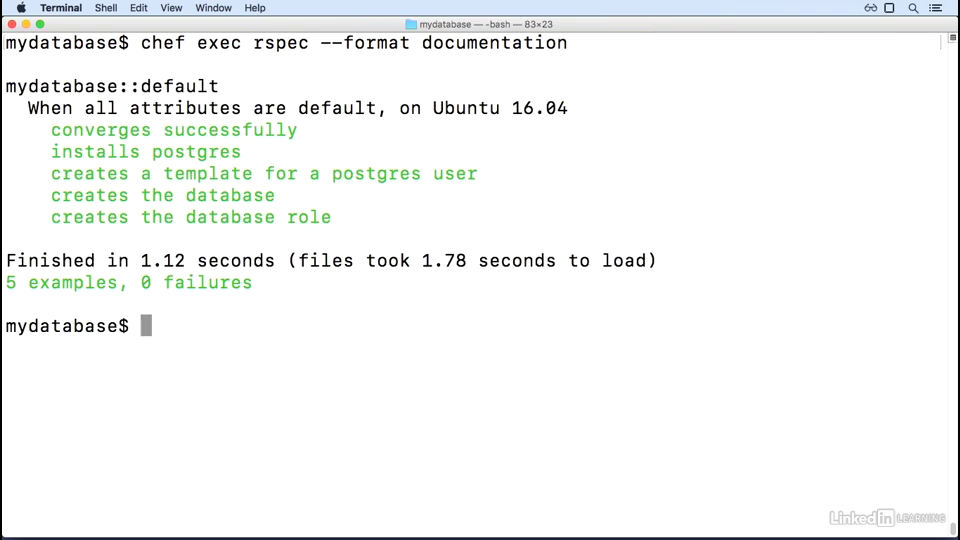 Terminal Shell Edit View Window Help
mydatabase — -bash — 83×23
mydatabase$ chef exec rspec --format documentation
mydatabase::default
When all attributes are default, on Ubuntu 16.04
converges successfully
installs postgres
creates a template for a postgres user
creates the database
creates the database role
Finished in 1.12 seconds (files took 1.78 seconds to load)
5 examples, 0 failures
mydatabase$
LinkedIn LEARNING